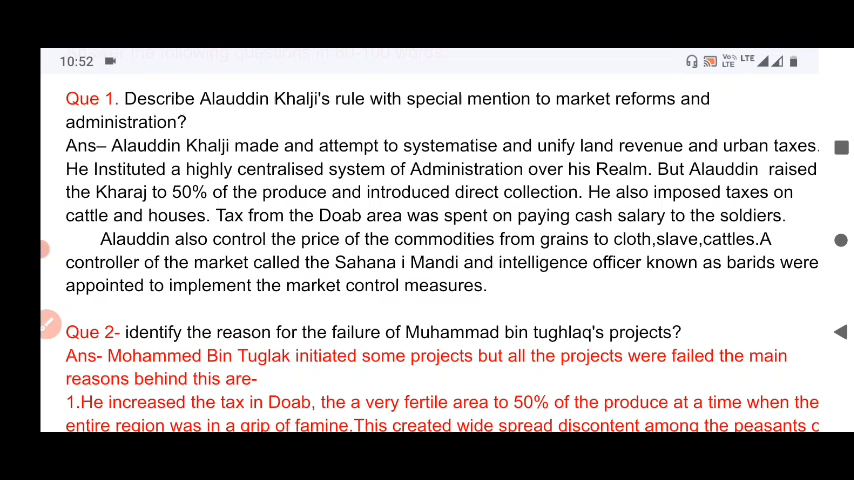 10:52
Vo LTE LTE
Que 1. Describe Alauddin Khalji's rule with special mention to market reforms and
administration?
Ans– Alauddin Khalji made and attempt to systematise and unify land revenue and urban taxes.
He Instituted a highly centralised system of Administration over his Realm. But Alauddin raised
the Kharaj to 50% of the produce and introduced direct collection. He also imposed taxes on
cattle and houses. Tax from the Doab area was spent on paying cash salary to the soldiers.
Alauddin also control the price of the commodities from grains to cloth,slave,cattles.A
controller of the market called the Sahana i Mandi and intelligence officer known as barids were
appointed to implement the market control measures.
Que 2- identify the reason for the failure of Muhammad bin tughlaq's projects?
Ans- Mohammed Bin Tuglak initiated some projects but all the projects were failed the main
reasons behind this are-
1.He increased the tax in Doab, the a very fertile area to 50% of the produce at a time when the
entire region was in a grip of famine.This created wide spread discontent among the peasants